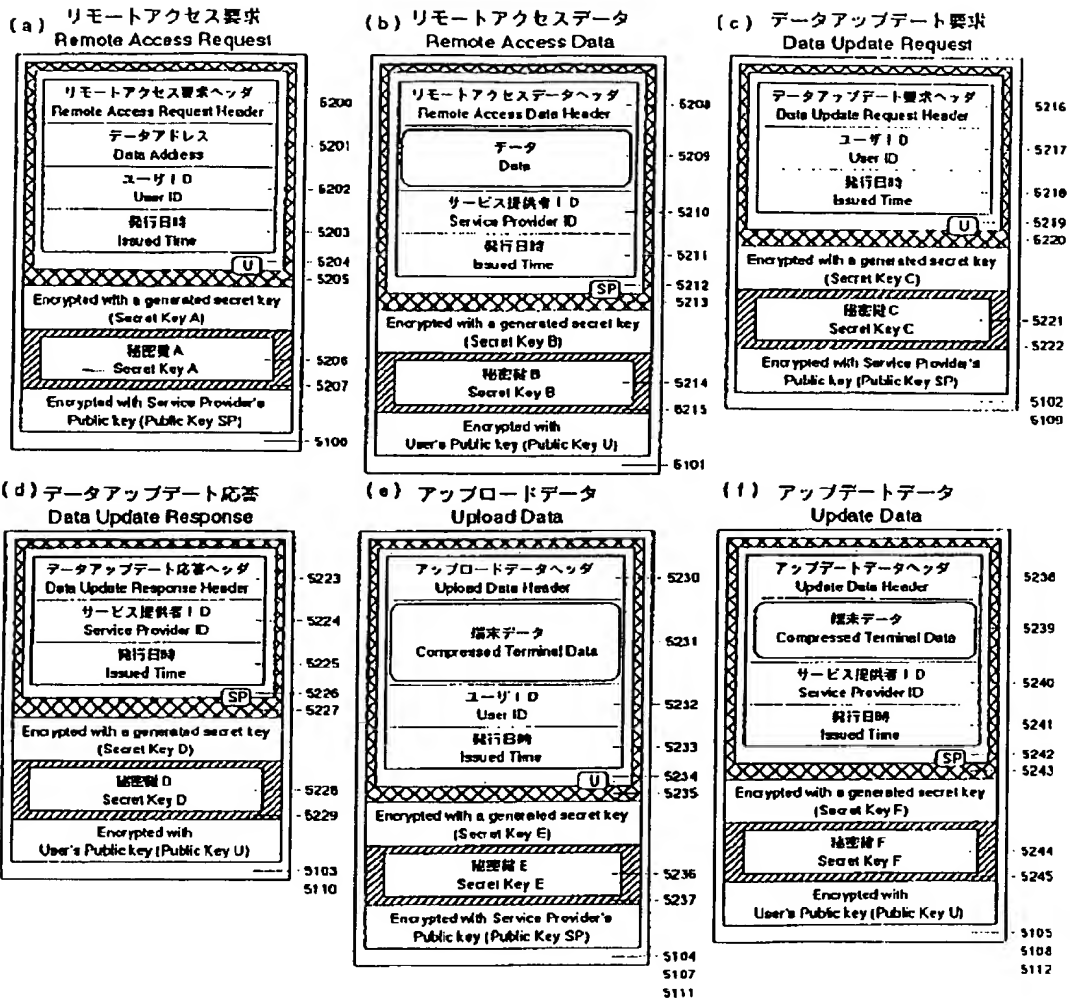 (a) リモートアクセス要求
Remote Access Request
リモートアクセス要求ヘッダ
Remote Access Request Header
データアドレス
Data Address
ユーザID
User ID
発行日時
Issued Time
U
Encrypted with a generated secret key
(Secret Key A)
秘密鍵A
Secret Key A
Encrypted with Service Provider's
Public key (Public Key SP)
5200
5201
5202
5203
5204
5205
5206
5207
5100
(b) リモートアクセスデータ
Remote Access Data
リモートアクセスデータヘッダ
Remote Access Data Header
データ
Data
サービス提供者ID
Service Provider ID
発行日時
Issued Time
SP
Encrypted with a generated secret key
(Secret Key B)
秘密鍵B
Secret Key B
Encrypted with
User's Public key (Public Key U)
5208
5209
5210
5211
5212
5213
5214
5215
5101
(c) データアップデート要求
Data Update Request
データアップデート要求ヘッダ
Data Update Request Header
ユーザID
User ID
発行日時
Issued Time
U
Encrypted with a generated secret key
(Secret Key C)
秘密鍵C
Secret Key C
Encrypted with Service Provider's
Public key (Public Key SP)
5216
5217
5218
5219
5220
5221
5222
5102
5109
(d) データアップデート応答
Data Update Response
データアップデート応答ヘッダ
Data Update Response Header
サービス提供者ID
Service Provider ID
発行日時
Issued Time
SP
Encrypted with a generated secret key
(Secret Key D)
秘密鍵D
Secret Key D
Encrypted with
User's Public key (Public Key U)
5223
5224
5225
5226
5227
5228
5229
5103
5110
(e) アップロードデータ
Upload Data
アップロードデータヘッダ
Upload Data Header
端末データ
Compressed Terminal Data
ユーザID
User ID
発行日時
Issued Time
U
Encrypted with a generated secret key
(Secret Key E)
秘密鍵E
Secret Key E
Encrypted with Service Provider's
Public key (Public Key SP)
5230
5231
5232
5233
5234
5235
5236
5237
5104
5107
5111
(f) アップデートデータ
Update Data
アップデートデータヘッダ
Update Data Header
端末データ
Compressed Terminal Data
サービス提供者ID
Service Provider ID
発行日時
Issued Time
SP
Encrypted with a generated secret key
(Secret Key F)
秘密鍵F
Secret Key F
Encrypted with
User's Public key (Public Key U)
5238
5239
5240
5241
5242
5243
5244
5245
5105
5108
5112